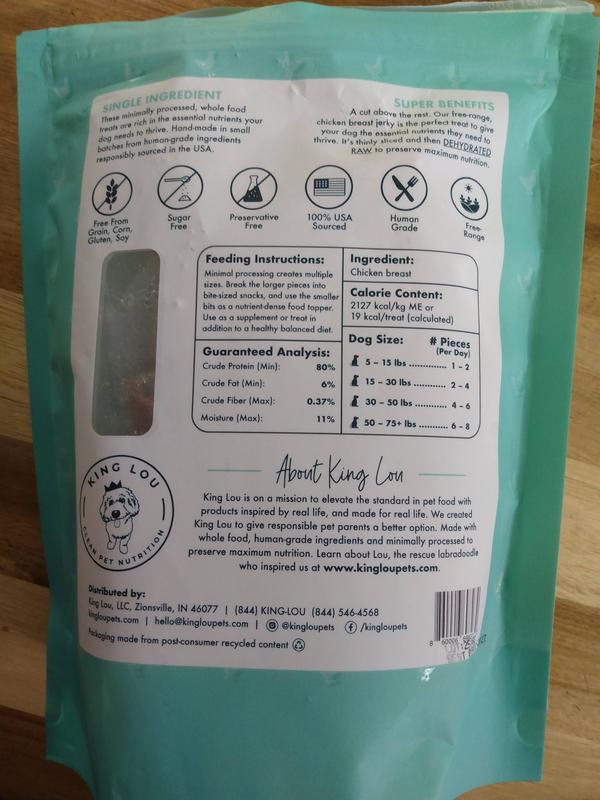 SINGLE INGREDIENT
These minimally processed, whole food
treats are rich in the essential nutrients your
dog needs to thrive. Hand-made in small
batches from human-grade ingredients
responsibly sourced in the USA.
SUPER BENEFITS
A cut above the rest. Our free-range,
chicken breast jerky is the perfect treat to give
your dog the essential nutrients they need to
thrive. It's thinly sliced and then DEHYDRATED
RAW to preserve maximum nutrition.
Free From
Grain, Corn,
Gluten, Soy
Sugar
Free
Preservative
Free
100% USA
Sourced
Human
Grade
Free-
Range
Feeding Instructions:
Minimal processing creates multiple
sizes. Break the larger pieces into
bite-sized snacks, and use the smaller
bits as a nutrient-dense food topper.
Use as a supplement or treat in
addition to a healthy balanced diet.
Guaranteed Analysis:
Crude Protein (Min): 80%
Crude Fat (Min): 6%
Crude Fiber (Max): 0.37%
Moisture (Max): 11%
Ingredient:
Chicken breast
Calorie Content:
2127 kcal/kg ME or
19 kcal/treat (calculated)
Dog Size: # Pieces
(Per Day)
5 – 15 lbs ............. 1 - 2
15 – 30 lbs ........... 2 – 4
30 – 50 lbs .......... 4 – 6
50 – 75+ lbs ........ 6 – 8
About King Lou
King Lou is on a mission to elevate the standard in pet food with
products inspired by real life, and made for real life. We created
King Lou to give responsible pet parents a better option. Made with
whole food, human-grade ingredients and minimally processed to
preserve maximum nutrition. Learn about Lou, the rescue labradoodle
who inspired us at www.kingloupets.com.
KING LOU
CLEAN PET NUTRITION
Distributed by:
King Lou, LLC, Zionsville, IN 46077 | (844) KING-LOU (844) 546-4568
kingloupets.com | hello@kingloupets.com | @kingloupets /kingloupets
Packaging made from post-consumer recycled content